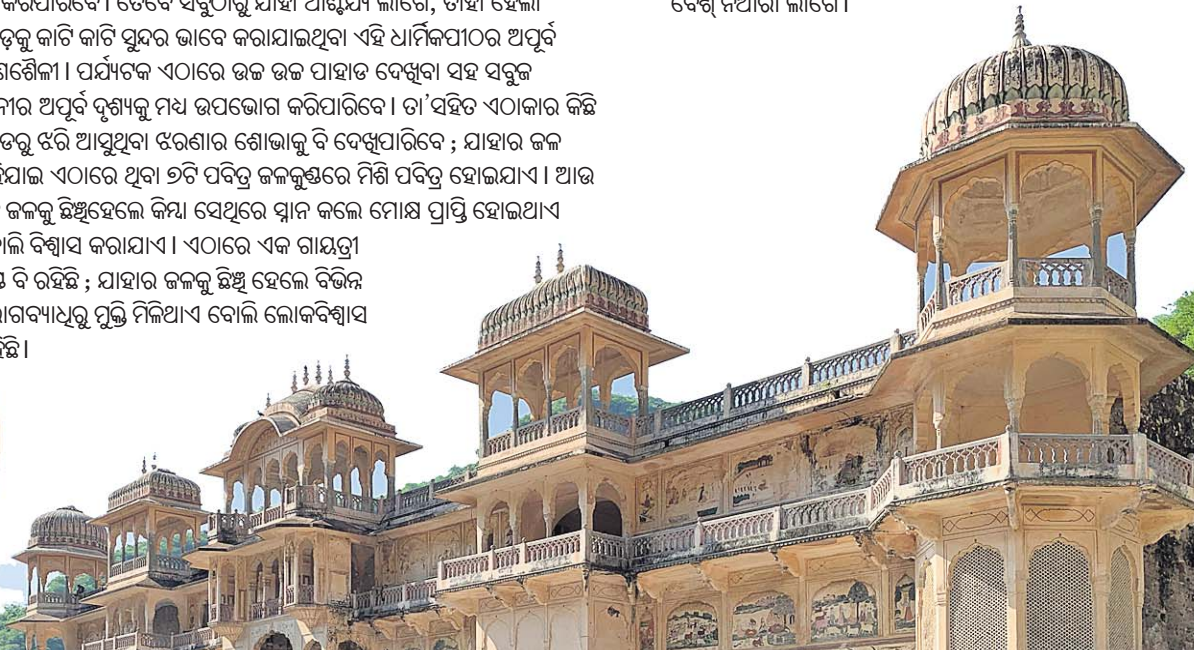 କରିପାରିବେ । ତେବେ ସବୁଠାରୁ ଯାହା ଆଶ୍ଚର୍ଯ୍ୟ ଲାଗେ, ତାହା ହେଲା
କାଟି କାଟି ସୁନ୍ଦର ଭାବେ କରାଯାଇଥିବା ଏହି ଧାର୍ମିକପୀଠର ଅପୂର୍ବ
ପର୍ଯ୍ୟଟକ ଏଠାରେ ଉଚ୍ଚ ଉଚ୍ଚ ପାହାଡ ଦେଖିବା ସହ ସବୁଜ
ଅପୂର୍ବ ଦୃଶ୍ୟକୁ ମଧ୍ୟ ଉପଭୋଗ କରିପାରିବେ । ତା’ସହିତ ଏଠାକାର କିଛି
ଝରି ଆସୁଥିବା ଝରଣାର ଶୋଭାକୁ ବି ଦେଖିପାରିବେ ; ଯାହାର ଜଳ
ଏଠାରେ ଥିବା ୭ଟି ପବିତ୍ର ଜଳକୁଣ୍ଡରେ ମିଶି ପବିତ୍ର ହୋଇଯାଏ । ଆଉ
ଜଳକୁ ଛିଞ୍ଚିହେଲେ କିମ୍ବା ସେଥିରେ ସ୍ନାନ କଲେ ମୋକ୍ଷ ପ୍ରାପ୍ତି ହୋଇଥାଏ
ବିଶ୍ୱାସ କରାଯାଏ । ଏଠାରେ ଏକ ଗାୟତ୍ରୀ
ବି ରହିଛି ; ଯାହାର ଜଳକୁ ଛିଞ୍ଚି ହେଲେ ବିଭିନ୍ନ
ମୁକ୍ତି ମିଳିଥାଏ ବୋଲି ଲୋକବିଶ୍ୱାସ
ବେଶ୍ ନିଆରା ଲାଗେ ।